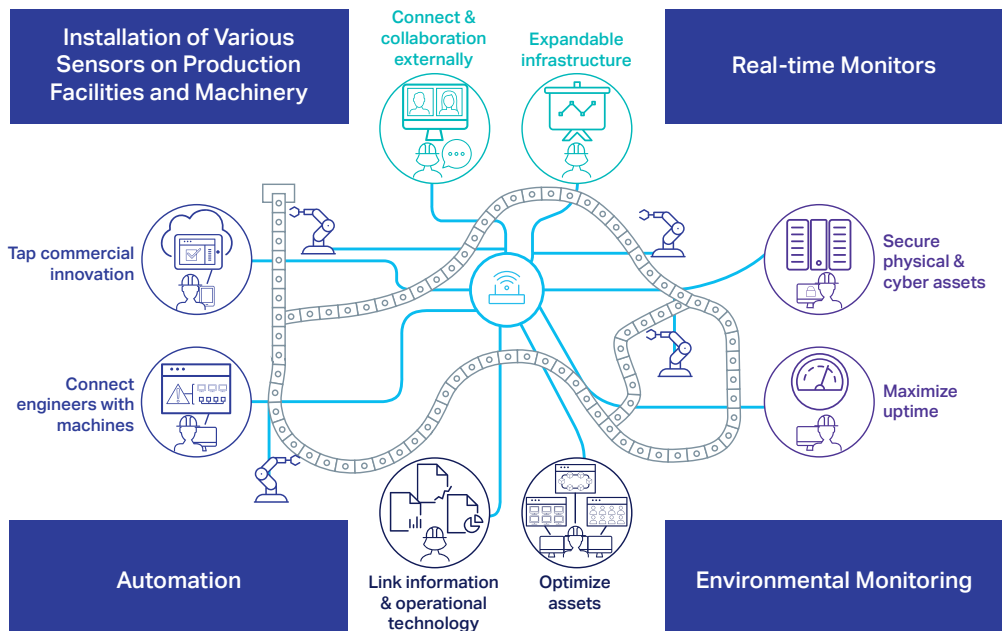 Installation of Various
Sensors on Production
Facilities and Machinery
Connect &
collaboration
externally
Expandable
infrastructure
Real-time Monitors
Tap commercial
innovation
Secure
physical &
cyber assets
Connect
engineers with
machines
Maximize
uptime
Automation
Link information
& operational
technology
Optimize
assets
Environmental Monitoring